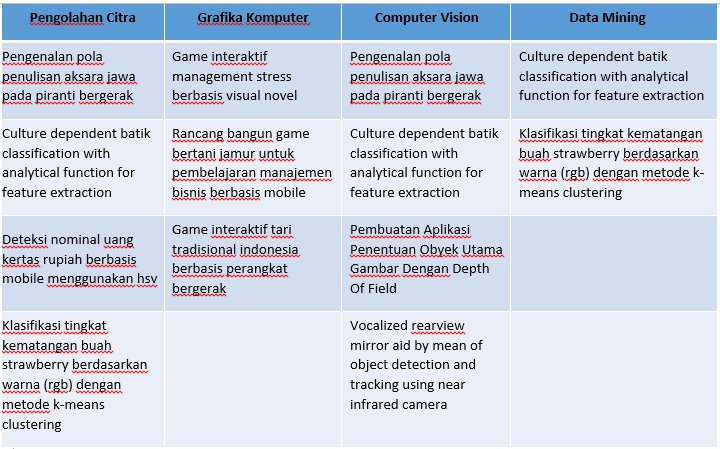 Pengolahan Citra
Grafika Komputer
Computer Vision
Data Mining
Pengenalan pola
penulisan aksara jawa
pada piranti bergerak
Game interaktif
management stress
berbasis visual novel
Pengenalan pola
penulisan aksara jawa
pada piranti bergerak
Culture dependent batik
classification with analytical
function for feature extraction
Culture dependent batik
classification with
analytical function for
feature extraction
Rancang bangun game
bertani jamur untuk
pembelajaran manajemen
bisnis berbasis mobile
Culture dependent batik
classification with
analytical function for
feature extraction
Klasifikasi tingkat kematangan
buah strawberry berdasarkan
warna (rgb) dengan metode k-
means clustering
Deteksi nominal uang
kertas rupiah berbasis
mobile menggunakan hsv
Game interaktif tari
tradisional indonesia
berbasis perangkat
bergerak
Pembuatan Aplikasi
Penentuan Obyek Utama
Gambar Dengan Depth
Of Field
Klasifikasi tingkat
kematangan buah
strawberry berdasarkan
warna (rgb) dengan
metode k-means
clustering
Vocalized rearview
mirror aid by mean of
object detection and
tracking using near
infrared camera